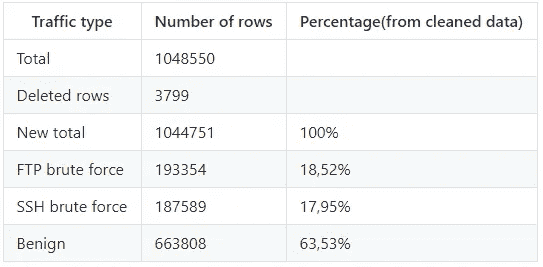 Traffic type Number of rows Percentage(from cleaned data)
Total 1048550
Deleted rows 3799
New total 1044751 100%
FTP brute force 193354 18,52%
SSH brute force 187589 17,95%
Benign 663808 63,53%